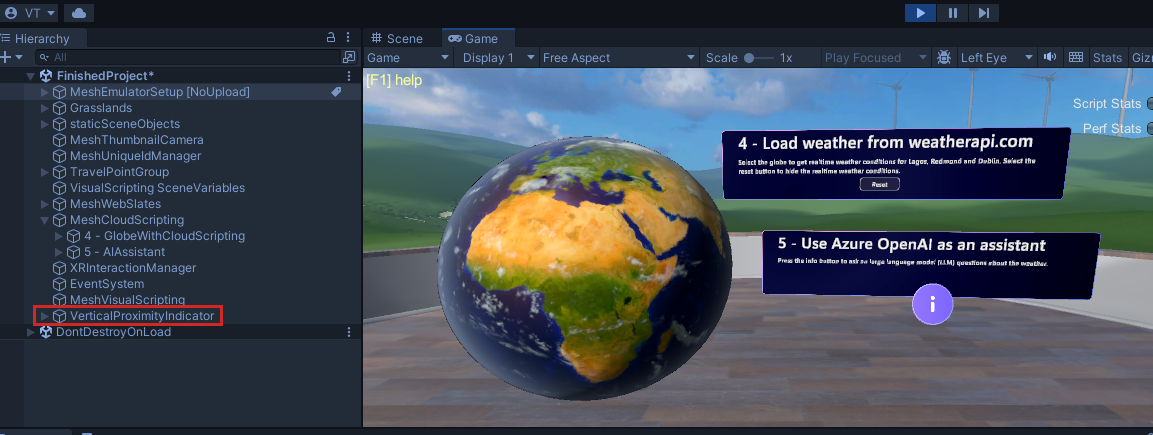 VT
Hierarchy
All
FinishedProject*
MeshEmulatorSetup [NoUpload]
Grasslands
staticSceneObjects
MeshThumbnailCamera
MeshUniqueIdManager
TravelPointGroup
VisualScripting SceneVariables
MeshWebSlates
MeshCloudScripting
4 - GlobeWithCloudScripting
5 - AIAssistant
XRInteractionManager
EventSystem
MeshVisualScripting
VerticalProximityIndicator
DontDestroyOnLoad
Scene
Game
Game
Display 1
Free Aspect
Scale
1x
Play Focused
Left Eye
Stats
Giz
[F1] help
Script Stats
Perf Stats
4 - Load weather from weatherapi.com
Select the globe to get realtime weather conditions for Lagos, Redmond and Dublin. Select the
reset button to hide the realtime weather conditions.
Reset
5 - Use Azure OpenAI as an assistant
Press the info button to ask a large language model (LLM) questions about the weather.
i